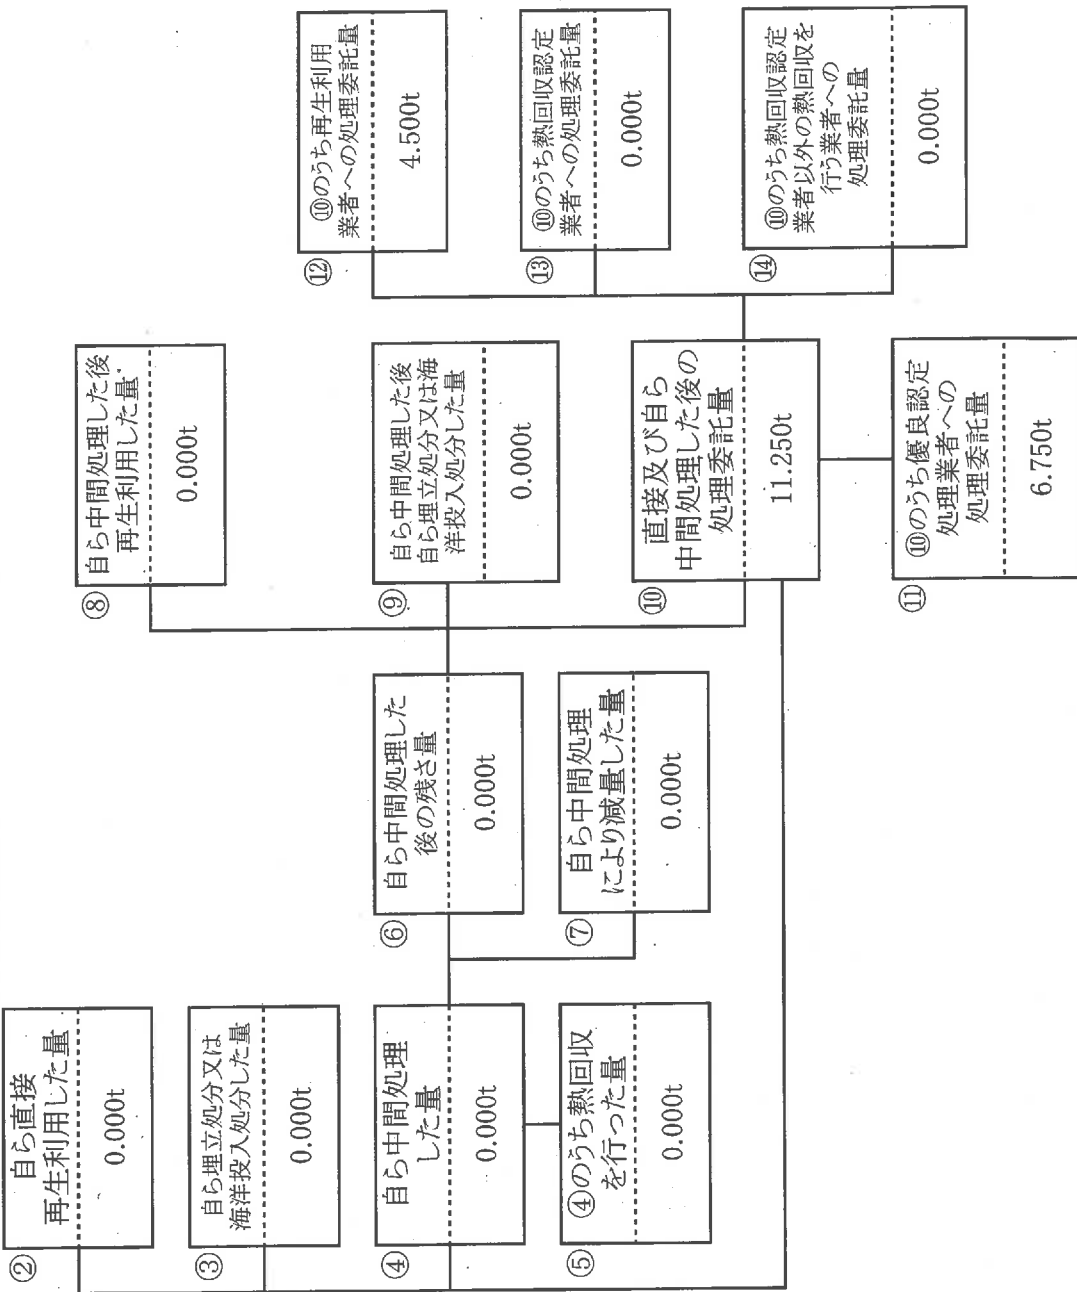 ②
自ら直接
再生利用した量
0.000t
③
自ら埋立処分又は
海洋投入処分した量
0.000t
④
自ら中間処理
した量
0.000t
⑤
④のうち熱回収
を行った量
0.000t
⑥
自ら中間処理した
後の残さ量
0.000t
⑦
自ら中間処理
により減量した量
0.000t
⑧
自ら中間処理した後
再生利用した量
0.000t
⑨
自ら中間処理した後
自ら埋立処分又は海
洋投入処分した量
0.000t
⑩
直接及び自ら
中間処理した後の
処理委託量
11.250t
⑪
⑩のうち優良認定
処理業者への
処理委託量
6.750t
⑫
⑩のうち再生利用
業者への処理委託量
4.500t
⑬
⑩のうち熱回収認定
業者への処理委託量
0.000t
⑭
⑩のうち熱回収認定
業者以外の熱回収を
行う業者への
処理委託量
0.000t